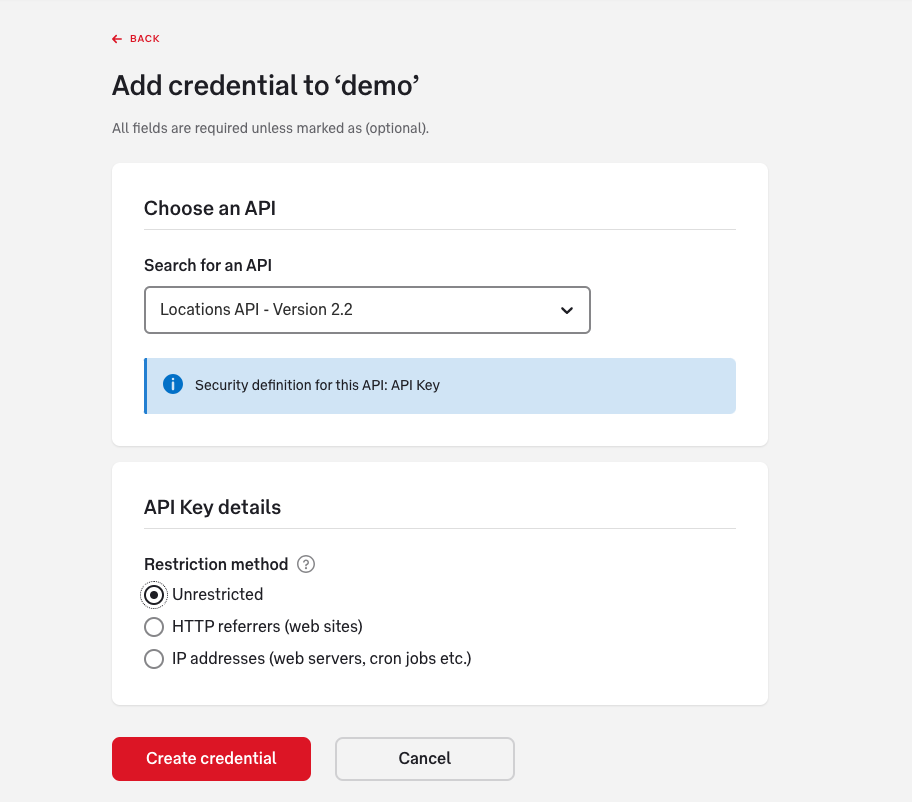 BACK
Add credential to ‘demo’
All fields are required unless marked as (optional).
Choose an API
Search for an API
Locations API - Version 2.2
Security definition for this API: API Key
API Key details
Restriction method ?
Unrestricted
HTTP referrers (web sites)
IP addresses (web servers, cron jobs etc.)
Create credential Cancel